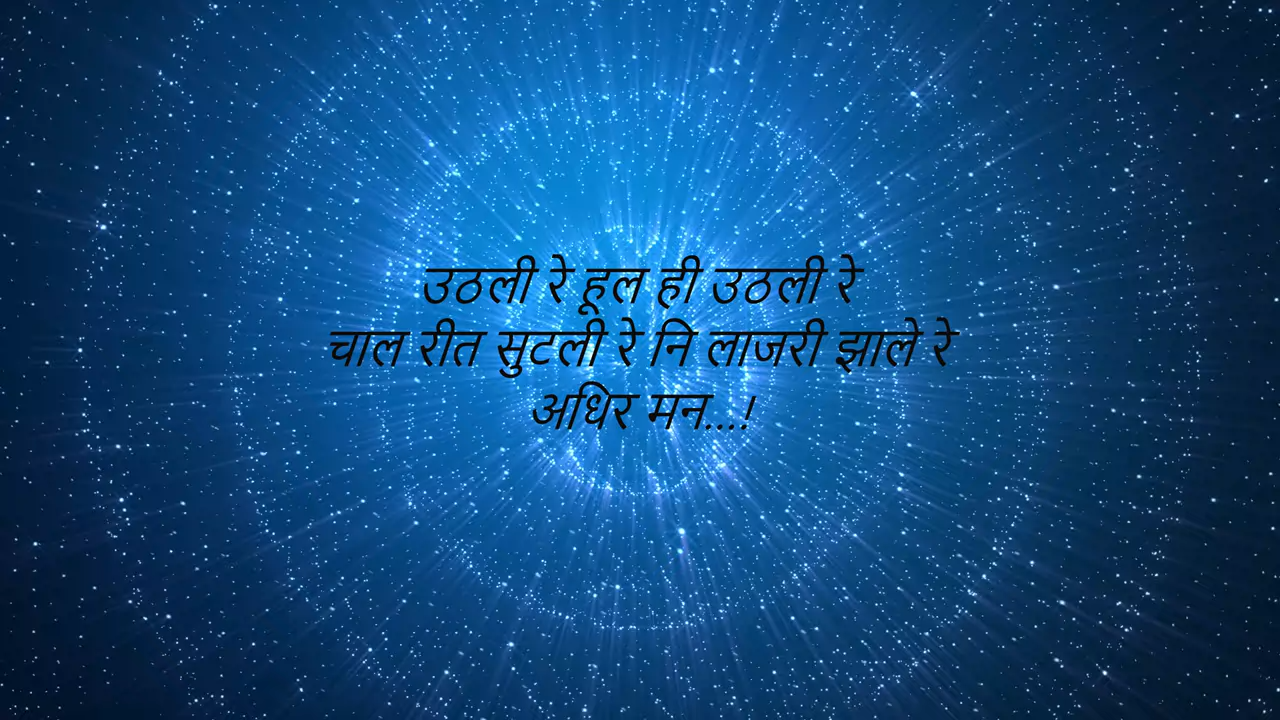 उठली रे हूल ही उठली रे
चाल रीत सुटली रे नि लाजरी झाले रे
अधिर मन...!